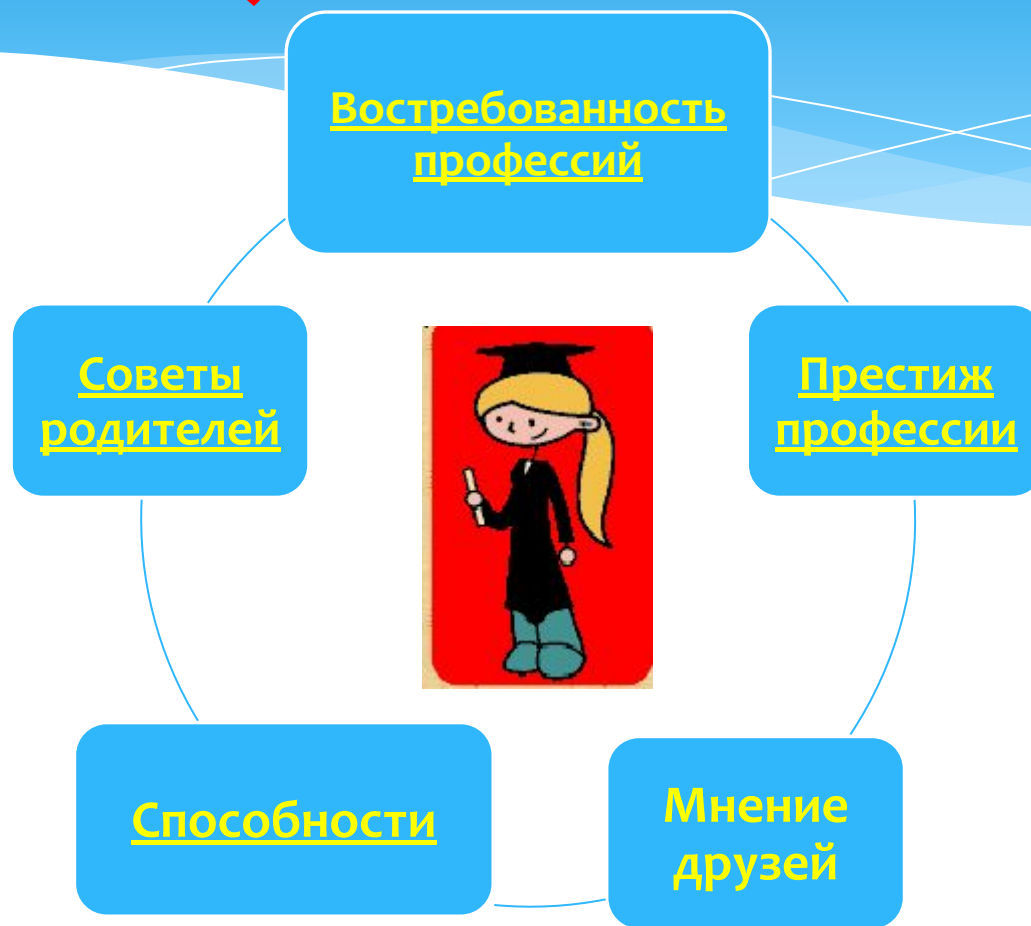 Востребованность
профессий
Советы
родителей
Престиж
профессии
Способности
Мнение
друзей